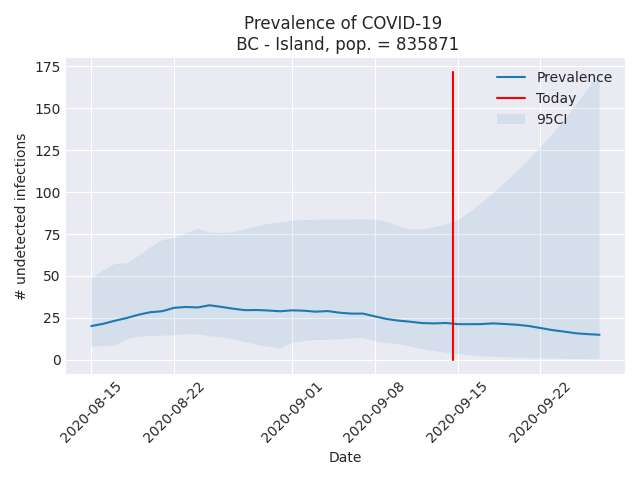 Prevalence of COVID-19
BC - Island, pop. = 835871
# undetected infections
175
150
125
100
75
50
25
0
Prevalence
Today
95CI
2020-08-15
2020-08-22
2020-09-01
2020-09-08
2020-09-15
2020-09-22
Date